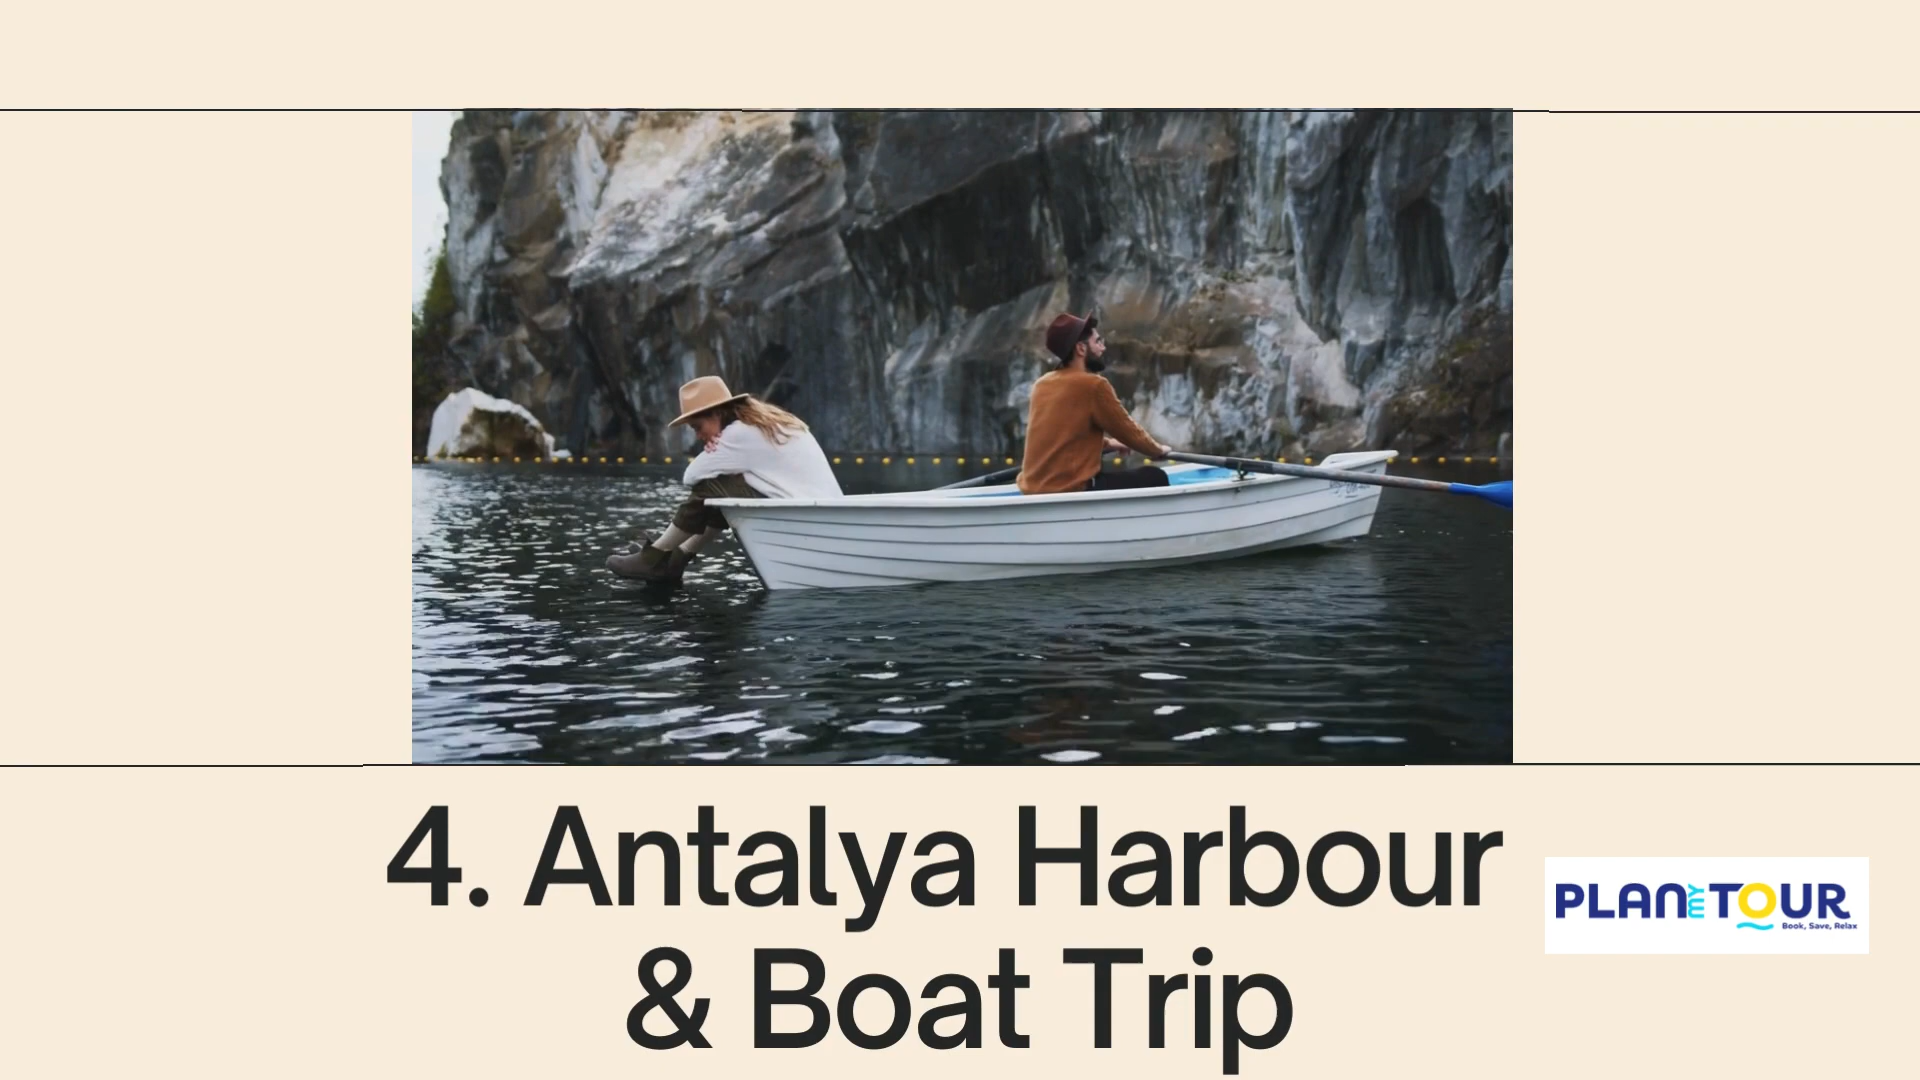 4. Antalya Harbour
& Boat Trip
PLAN MY TOUR
Book, Save, Relax